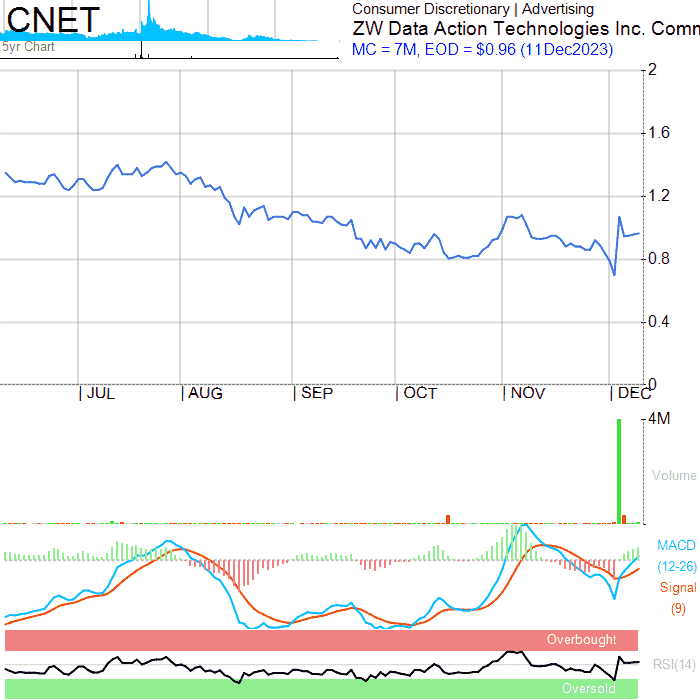 CNET
5yr Chart
Consumer Discretionary | Advertising
ZW Data Action Technologies Inc. Comm
MC = 7M, EOD = $0.96 (11Dec2023)
2
1.6
1.2
0.8
0.4
0
JUL AUG SEP OCT NOV DEC
4M
Volume
MACD
(12-26)
Signal
(9)
Overbought
RSI(14)
Oversold